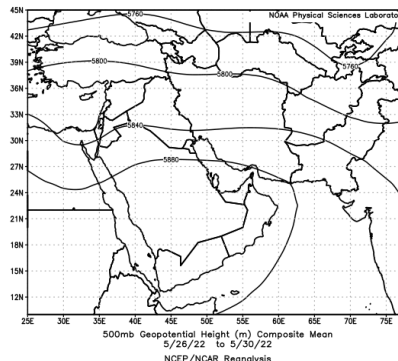 NOAA Physical Sciences Laborato
45N
42N
39N
36N
33N
30N
27N
24N
21N
18N
15N
12N
5760
5760
5800
5800
5840
5880
25E 30E 35E 40E 45E 50E 55E 60E 65E 70E 75E
500mb Geopotential Height (m) Composite Mean
5/26/22 to 5/30/22
NCEP/NCAR Reanalysis